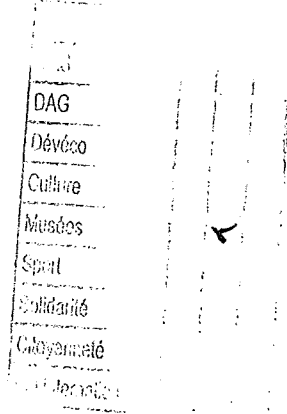 DAG
Dévéco
Culture
Musées
Sport
Solidarité
Citoyenneté